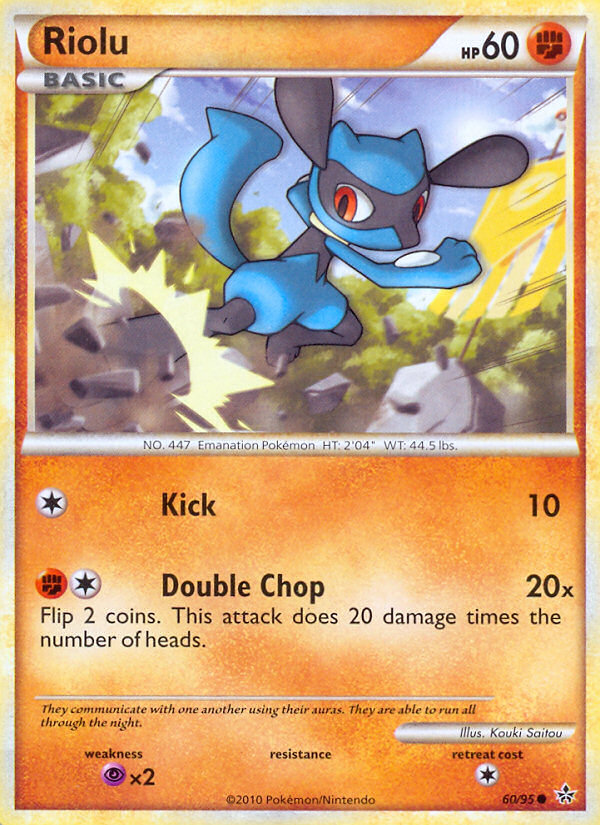 Riolu
HP 60
BASIC
NO. 447 Emanation Pokémon HT: 2'04" WT: 44.5 lbs.
Kick 10
Double Chop 20x
Flip 2 coins. This attack does 20 damage times the
number of heads.
They communicate with one another using their auras. They are able to run all
through the night.
Illus. Kouki Saitou
weakness resistance retreat cost
×2
©2010 Pokémon/Nintendo
60/95